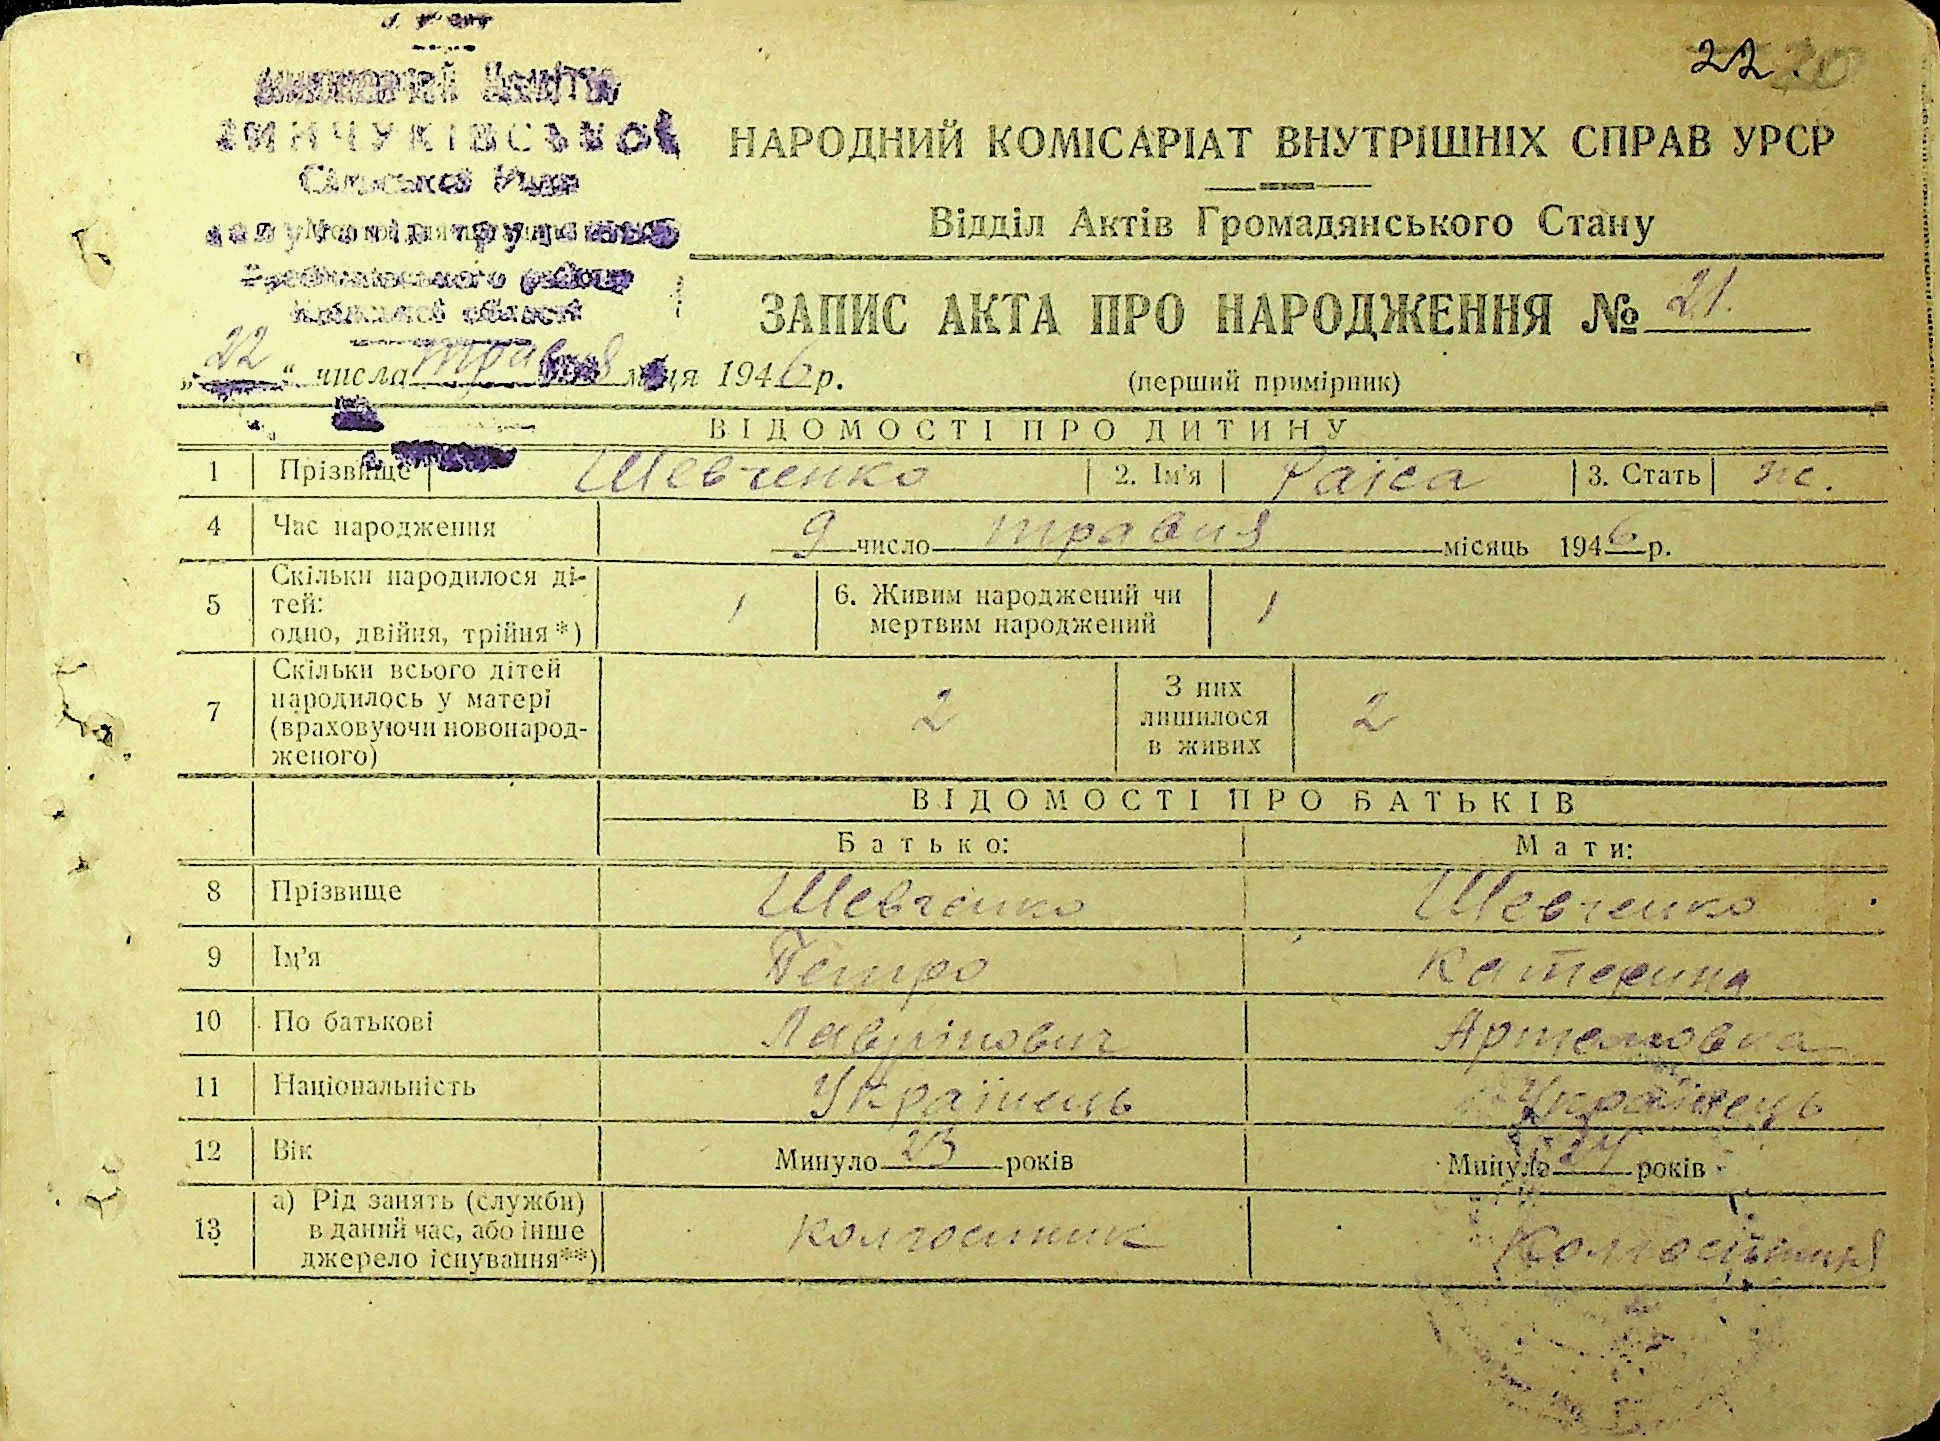 22
НАРОДНИЙ КОМІСАРІАТ ВНУТРІШНІХ СПРАВ УРСР
Відділ Актів Громадянського Стану
ЗАПИС АКТА ПРО НАРОДЖЕННЯ № 21.
„22“ числа травня м-ця 1946 р.
(перший примірник)
ВІДОМОСТІ ПРО ДИТИНУ
1 Прізвище Шевченко 2. Ім'я Раїса 3. Стать ж.
4 Час народження 9 число травня місяць 1946 р.
5 Скільки народилося ді-
тей:
одно, двійня, трійня*) 1
6. Живим народжений чи
мертвим народжений 1
7 Скільки всього дітей
народилось у матері
(враховуючи новонарод-
женого) 2
З них
лишилося
в живих 2
ВІДОМОСТІ ПРО БАТЬКІВ
Батько: Мати:
8 Прізвище Шевченко Шевченко
9 Ім'я Петро Катерина
10 По батькові Лаврінович Артемовна
11 Національність Українець Українець
12 Вік Минуло 23 років Минуло 24 років
13 а) Рід занять (служби)
в даний час, або інше
джерело існування**) колгоспник Колгоспниця